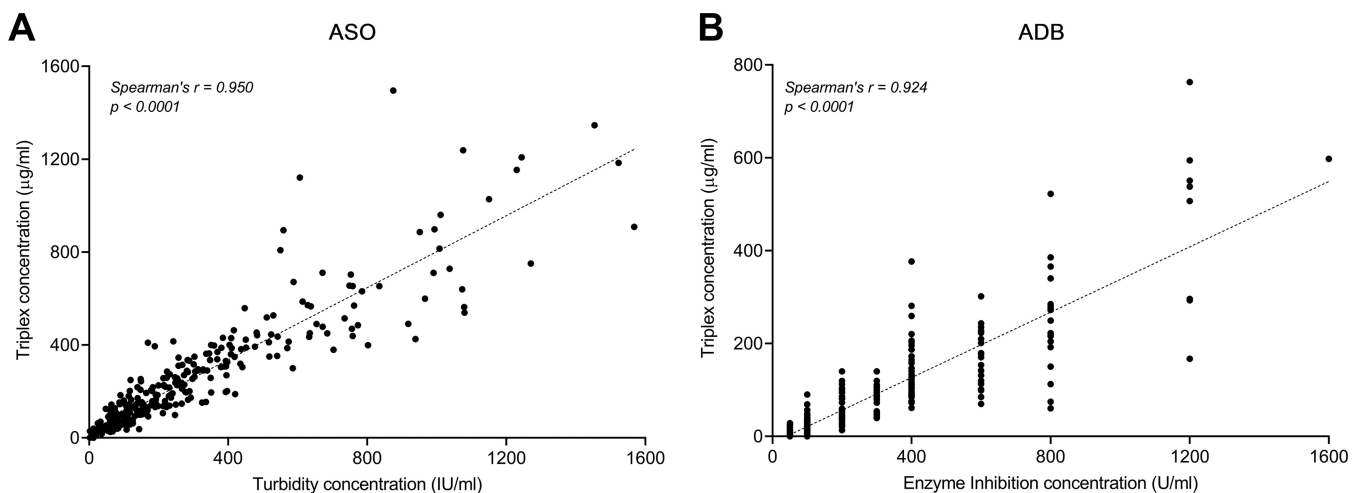 A
ASO
Spearman's r = 0.950
p < 0.0001
Triplex concentration (μg/ml)
1600
1200
800
400
0
0 400 800 1200 1600
Turbidity concentration (IU/ml)
B
ADB
Spearman's r = 0.924
p < 0.0001
Triplex concentration (μg/ml)
800
600
400
200
0
0 400 800 1200 1600
Enzyme Inhibition concentration (U/ml)